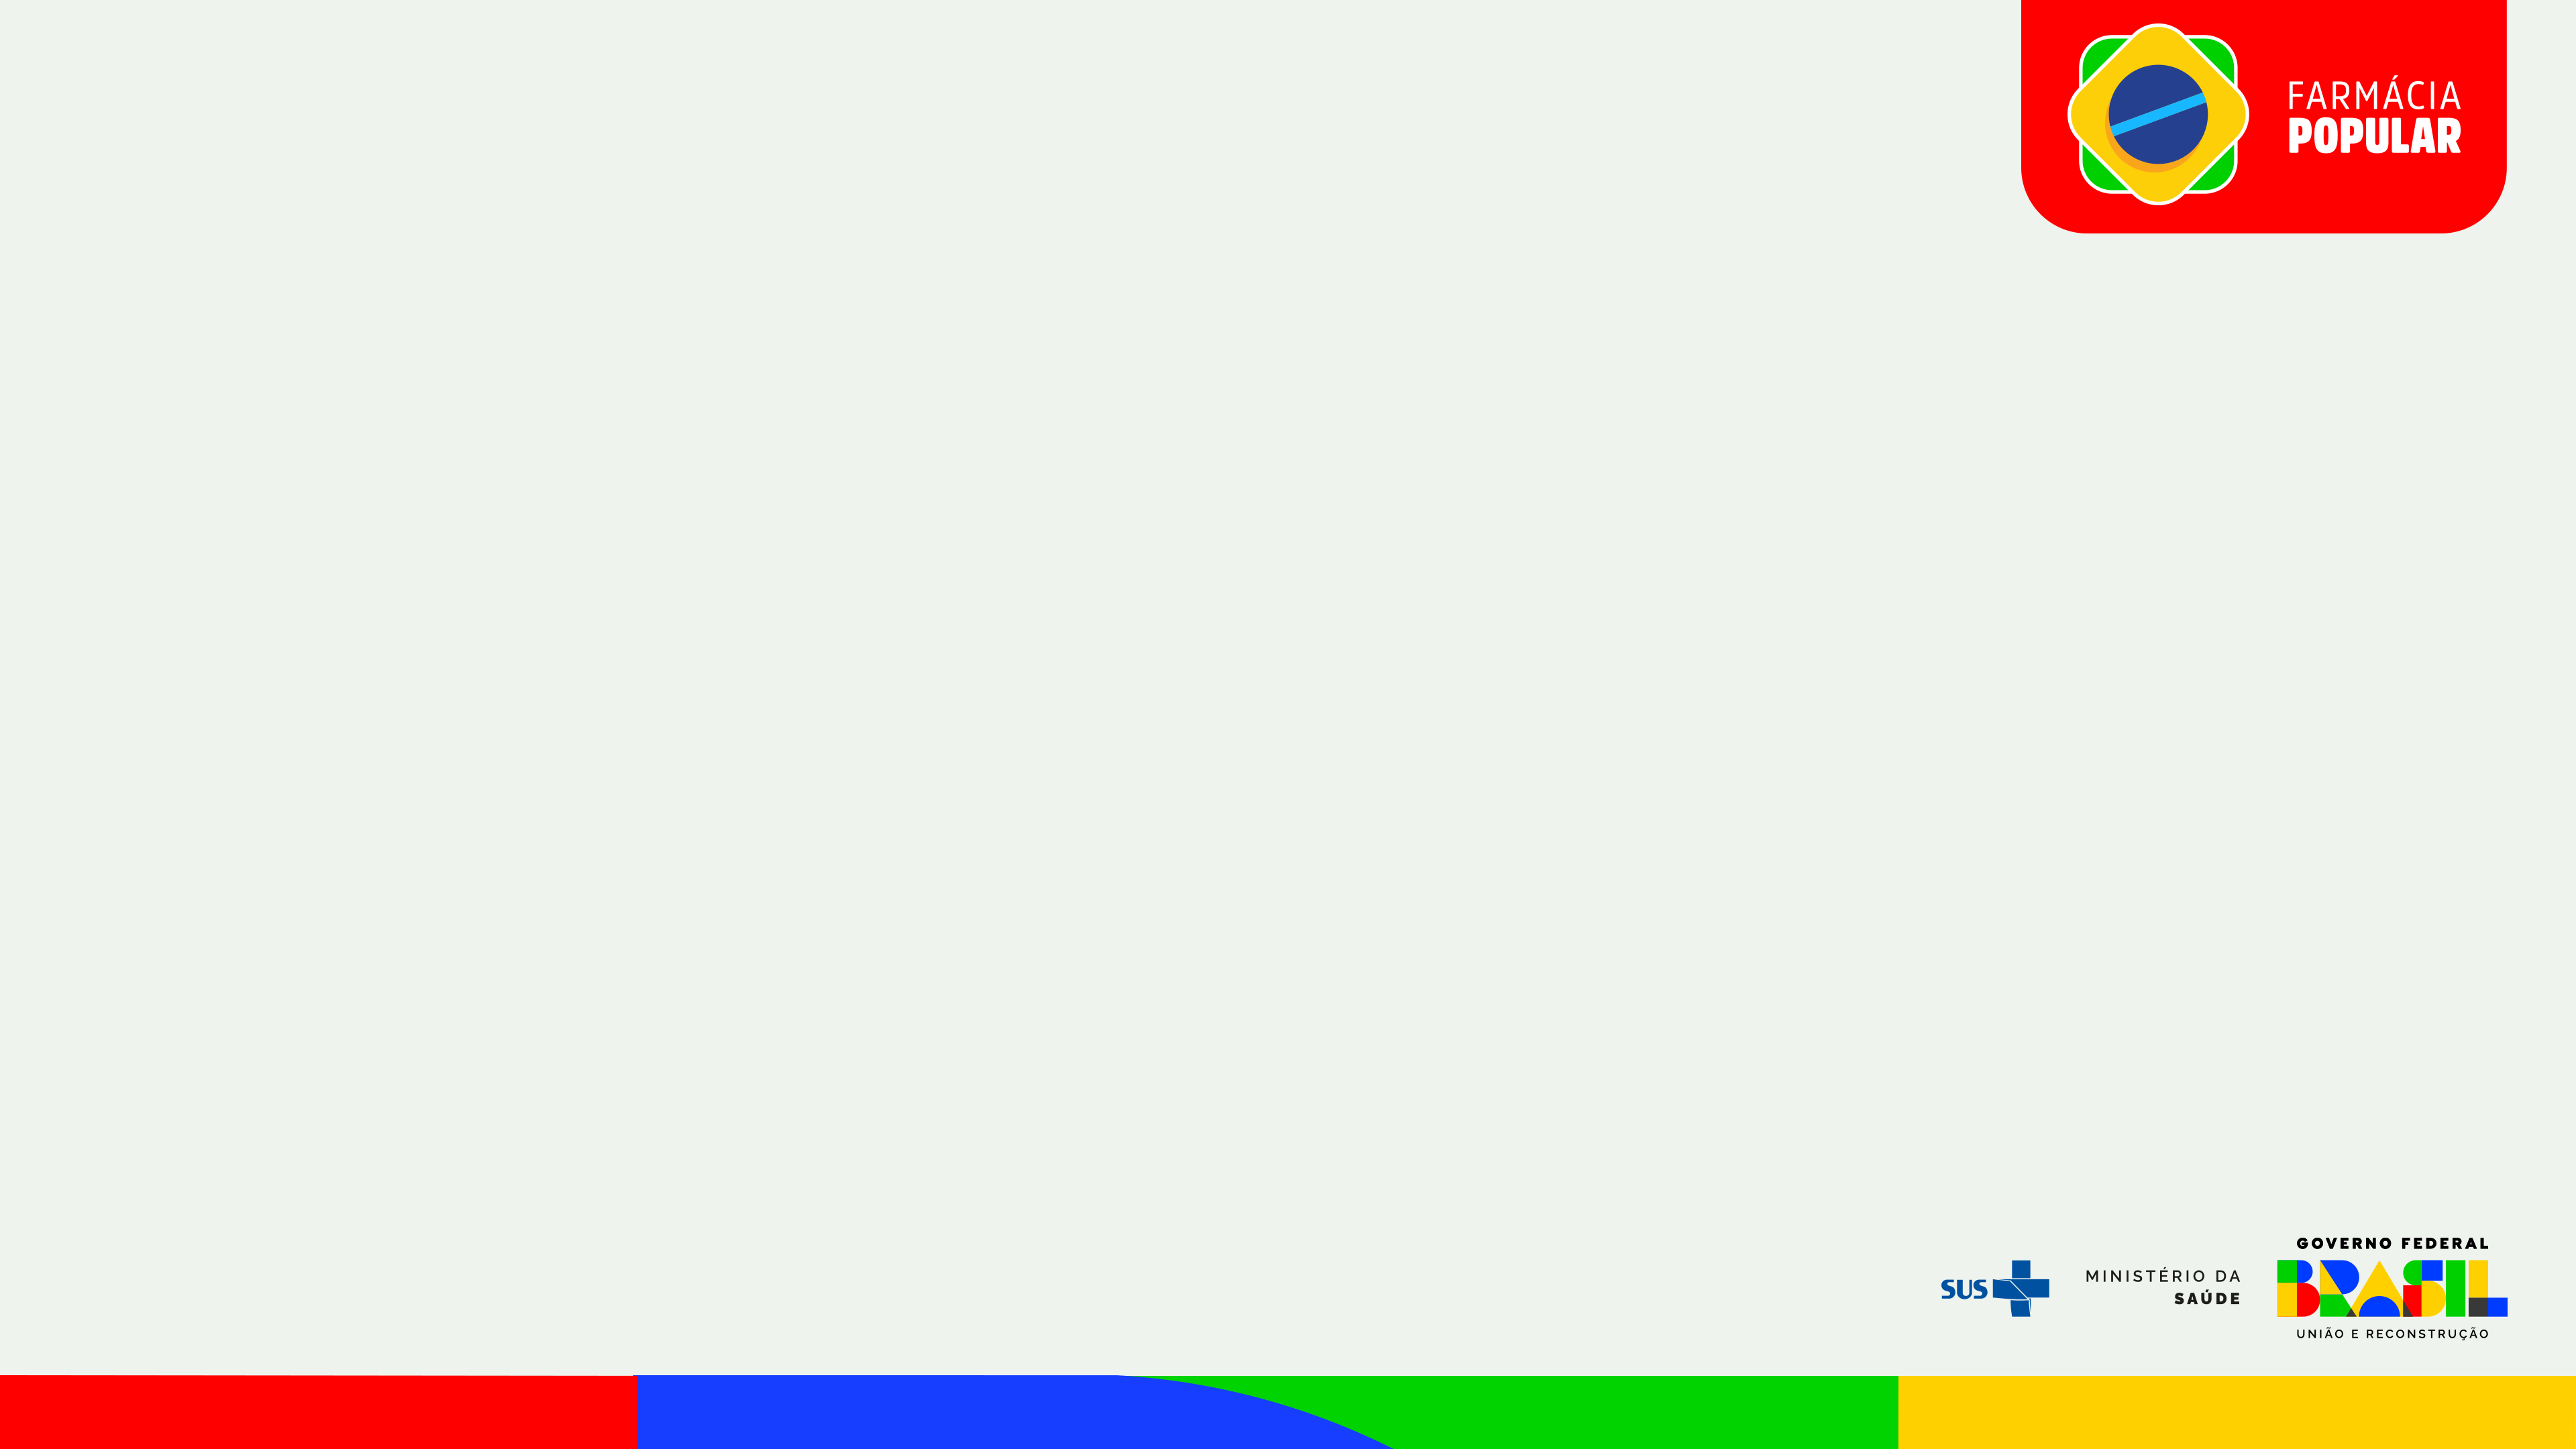 FARMÁCIA
POPULAR
SUS
MINISTÉRIO DA
SAÚDE
GOVERNO FEDERAL
BRASIL
UNIÃO E RECONSTRUÇÃO